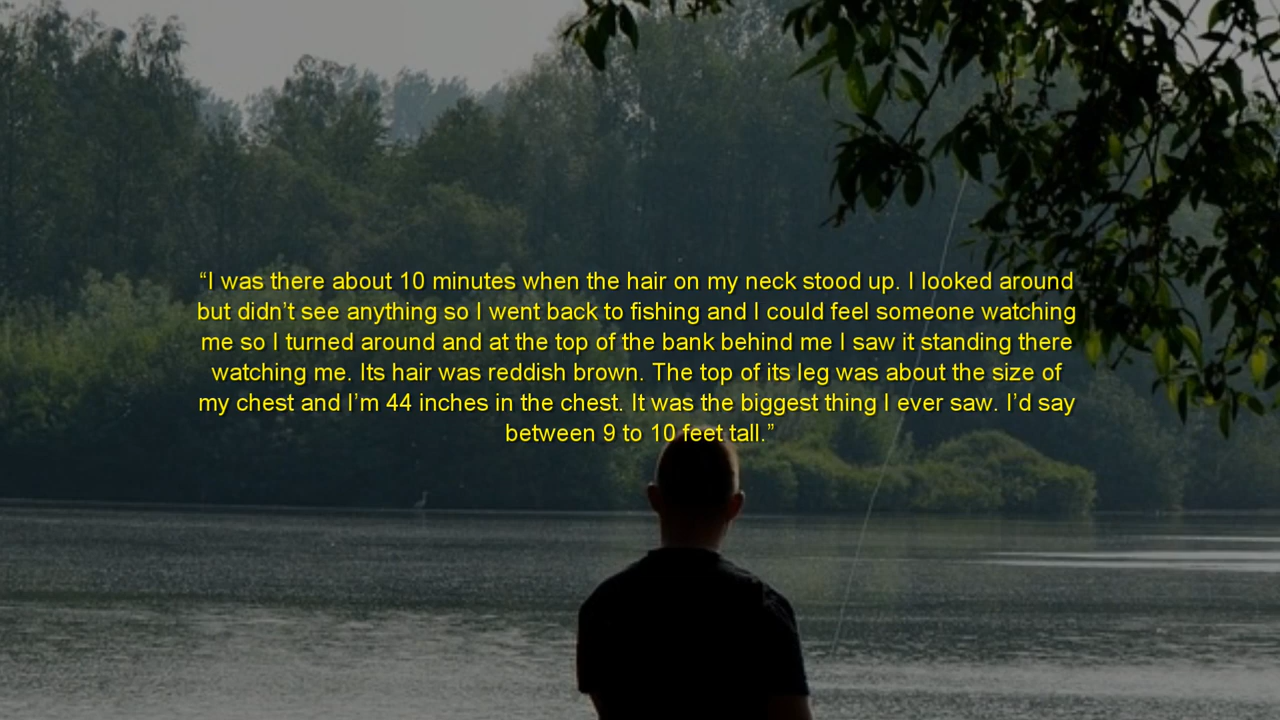 “I was there about 10 minutes when the hair on my neck stood up. I looked around
but didn’t see anything so I went back to fishing and I could feel someone watching
me so I turned around and at the top of the bank behind me I saw it standing there
watching me. Its hair was reddish brown. The top of its leg was about the size of
my chest and I’m 44 inches in the chest. It was the biggest thing I ever saw. I’d say
between 9 to 10 feet tall.”